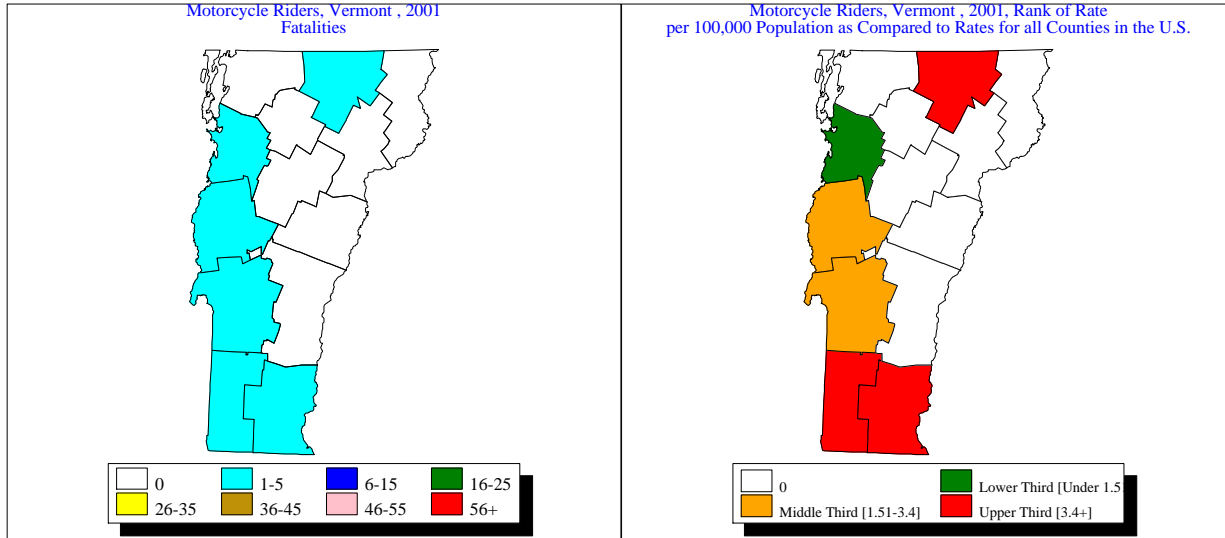 Motorcycle Riders, Vermont , 2001
Fatalities
0
1-5
6-15
16-25
26-35
36-45
46-55
56+
Motorcycle Riders, Vermont , 2001, Rank of Rate
per 100,000 Population as Compared to Rates for all Counties in the U.S.
0
Lower Third [Under 1.5
Middle Third [1.51-3.4]
Upper Third [3.4+]